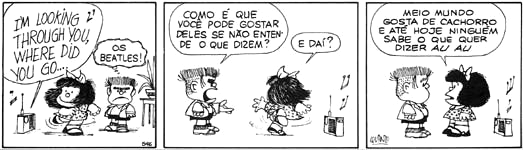 I'M LOOKING
THROUGH YOU,
WHERE DID
YOU GO...
OS
BEATLES!
546
COMO É QUE
VOCÊ PODE GOSTAR
DELES SE NÃO ENTEN-
DE O QUE DIZEM?
E DAÍ?
MEIO MUNDO
GOSTA DE CACHORRO
E ATÉ HOJE NINGUÉM
SABE O QUE QUER
DIZER AU AU
QUINO